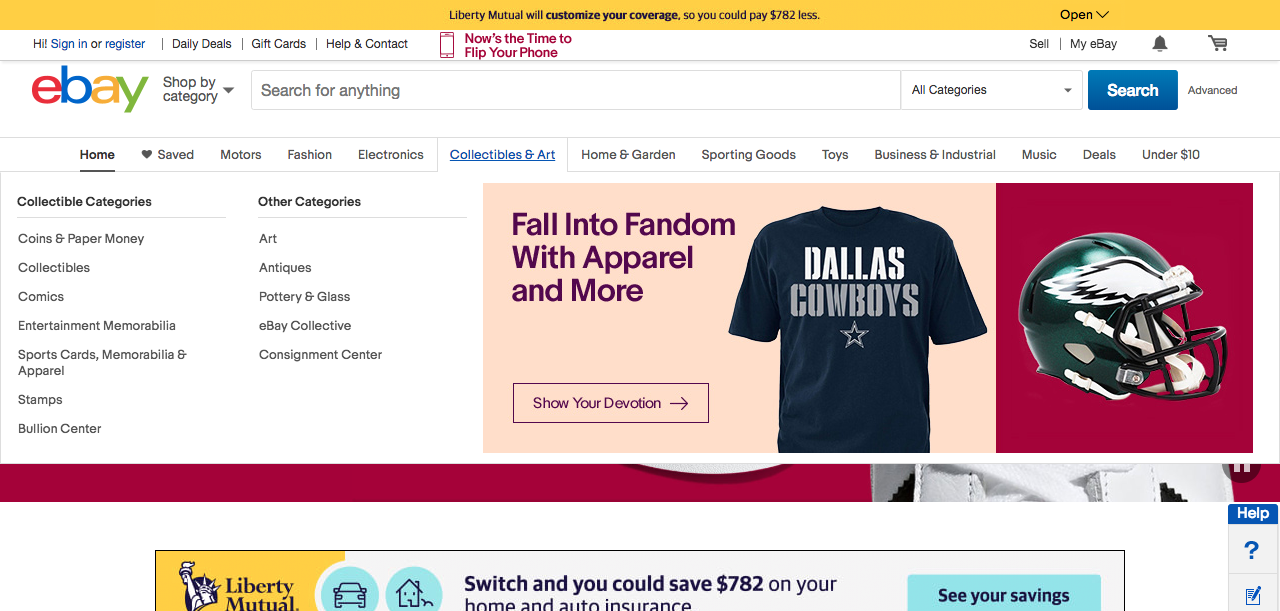 Liberty Mutual will customize your coverage, so you could pay $782 less.
Open
Hi! Sign in or register | Daily Deals | Gift Cards | Help & Contact
Now's the Time to
Flip Your Phone
Sell | My eBay
ebay
Shop by
category
Search for anything
All Categories
Search
Advanced
Home
Saved
Motors
Fashion
Electronics
Collectibles & Art
Home & Garden
Sporting Goods
Toys
Business & Industrial
Music
Deals
Under $10
Collectible Categories
Coins & Paper Money
Collectibles
Comics
Entertainment Memorabilia
Sports Cards, Memorabilia &
Apparel
Stamps
Bullion Center
Other Categories
Art
Antiques
Pottery & Glass
eBay Collective
Consignment Center
Fall Into Fandom
With Apparel
and More
Show Your Devotion
DALLAS
COWBOYS
Help
?
Liberty
Mutual.
Switch and you could save $782 on your
home and auto insurance
See your savings